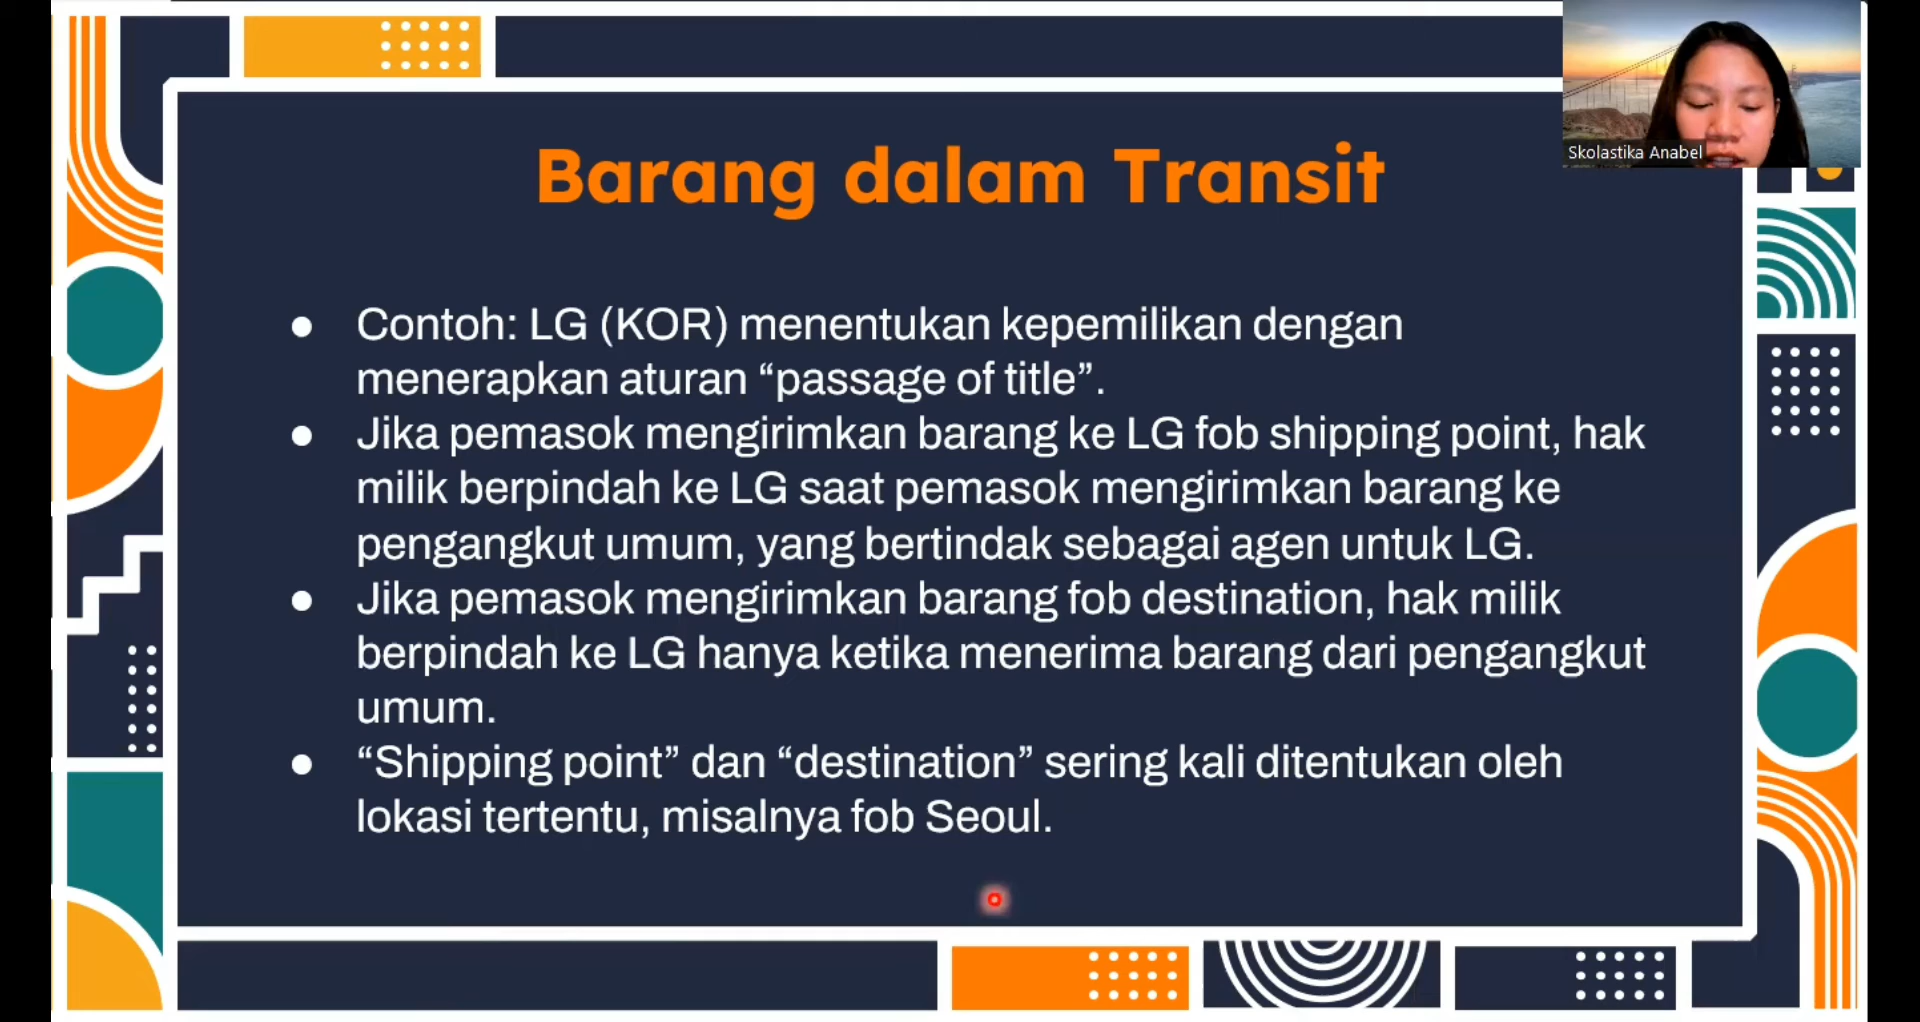 Barang dalam Transit
Skolastika Anabel
● Contoh: LG (KOR) menentukan kepemilikan dengan
menerapkan aturan “passage of title”.
● Jika pemasok mengirimkan barang ke LG fob shipping point, hak
milik berpindah ke LG saat pemasok mengirimkan barang ke
pengangkut umum, yang bertindak sebagai agen untuk LG.
● Jika pemasok mengirimkan barang fob destination, hak milik
berpindah ke LG hanya ketika menerima barang dari pengangkut
umum.
● “Shipping point” dan “destination” sering kali ditentukan oleh
lokasi tertentu, misalnya fob Seoul.